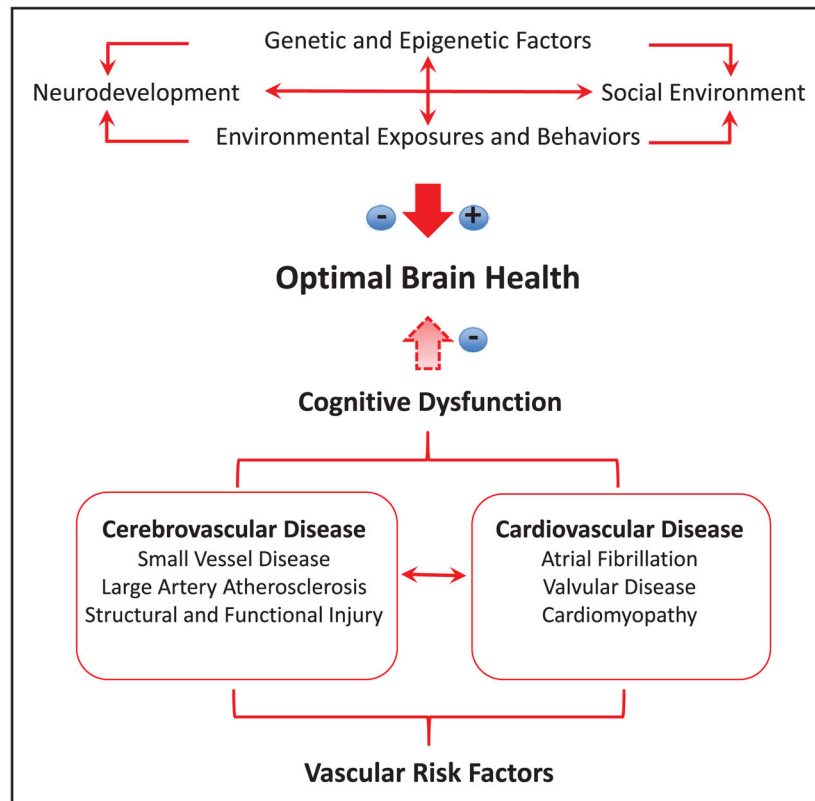 Genetic and Epigenetic Factors
Neurodevelopment
Social Environment
Environmental Exposures and Behaviors
- +
Optimal Brain Health
-
Cognitive Dysfunction
Cerebrovascular Disease
Small Vessel Disease
Large Artery Atherosclerosis
Structural and Functional Injury
Cardiovascular Disease
Atrial Fibrillation
Valvular Disease
Cardiomyopathy
Vascular Risk Factors